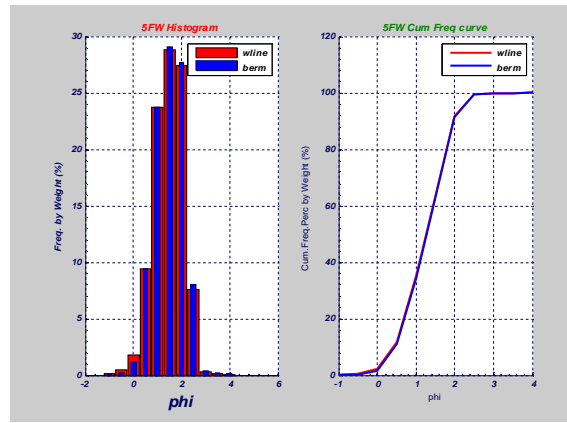 5FW Histogram
wline
berm
Freq. by Weight (%)
30
25
20
15
10
5
0
-2
0
2
4
6
phi
5FW Cum Freq curve
wline
berm
Cum.Freq.Perc by Weight (%)
120
100
80
60
40
20
0
-1
0
1
2
3
4
phi